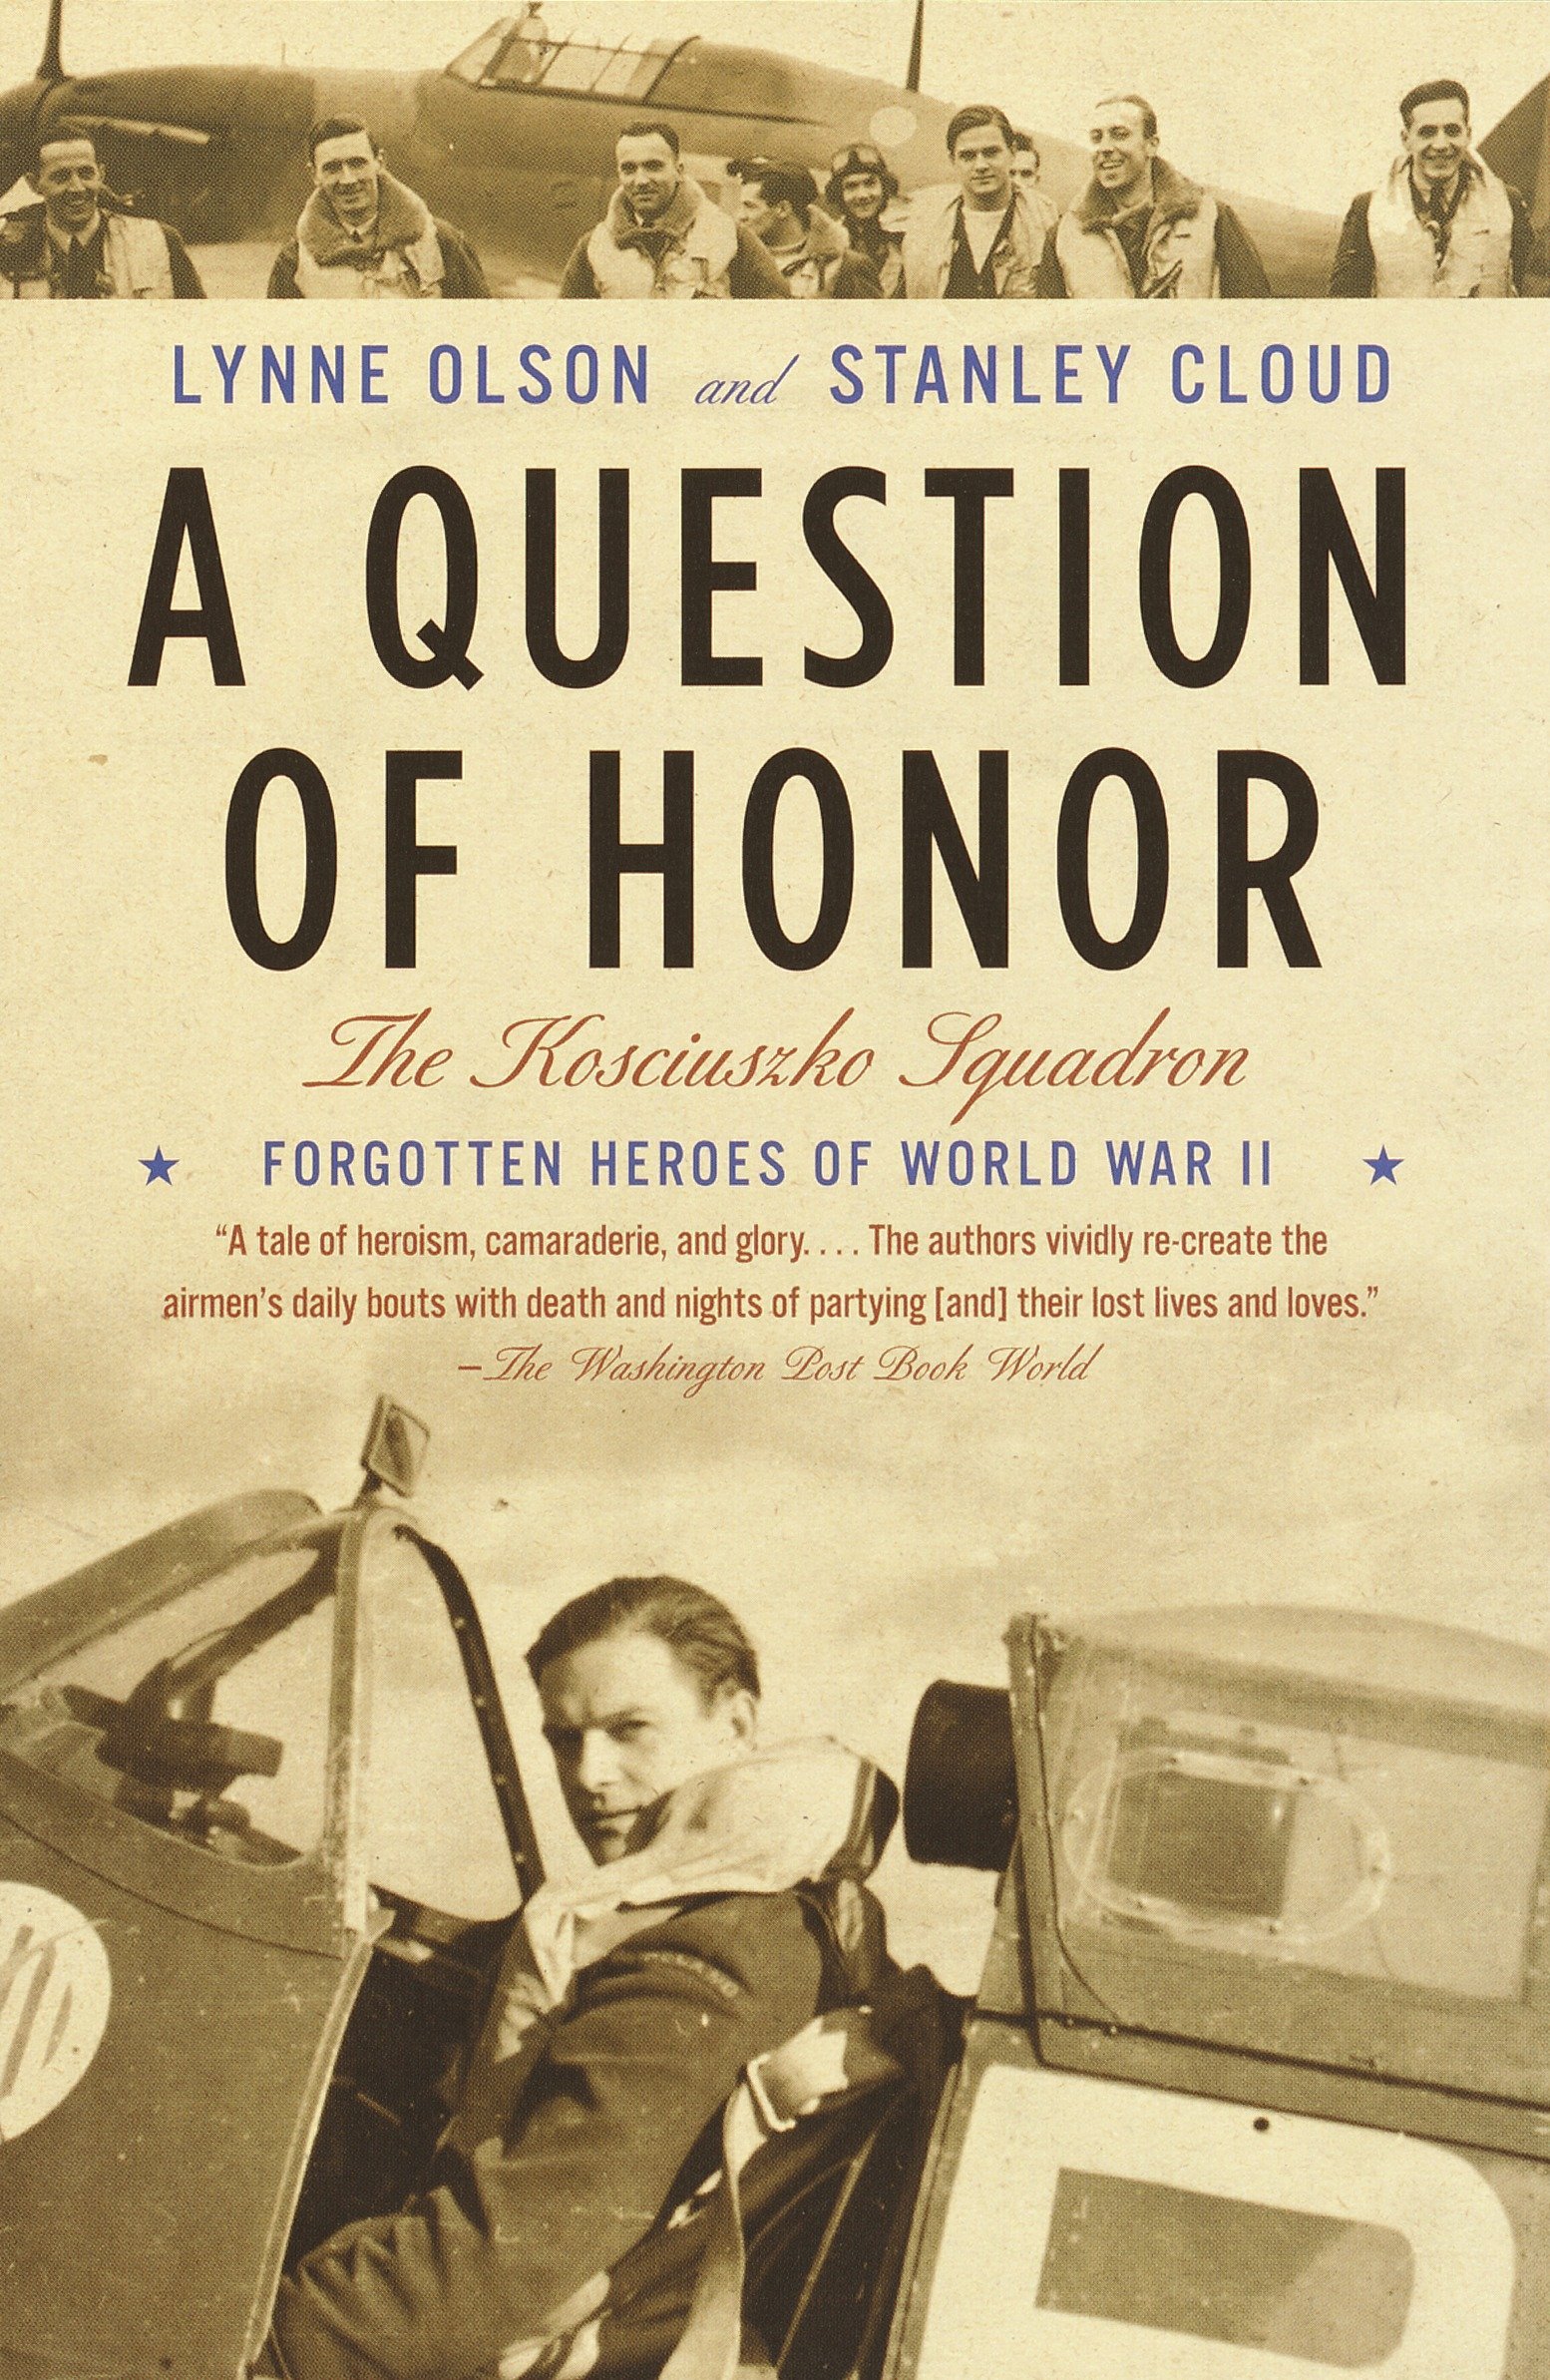 LYNNE OLSON and STANLEY CLOUD
A QUESTION
OF HONOR
The Kosciuszko Squadron
★ FORGOTTEN HEROES OF WORLD WAR II ★
“A tale of heroism, camaraderie, and glory. . . . The authors vividly re-create the
airmen’s daily bouts with death and nights of partying [and] their lost lives and loves.”
—The Washington Post Book World